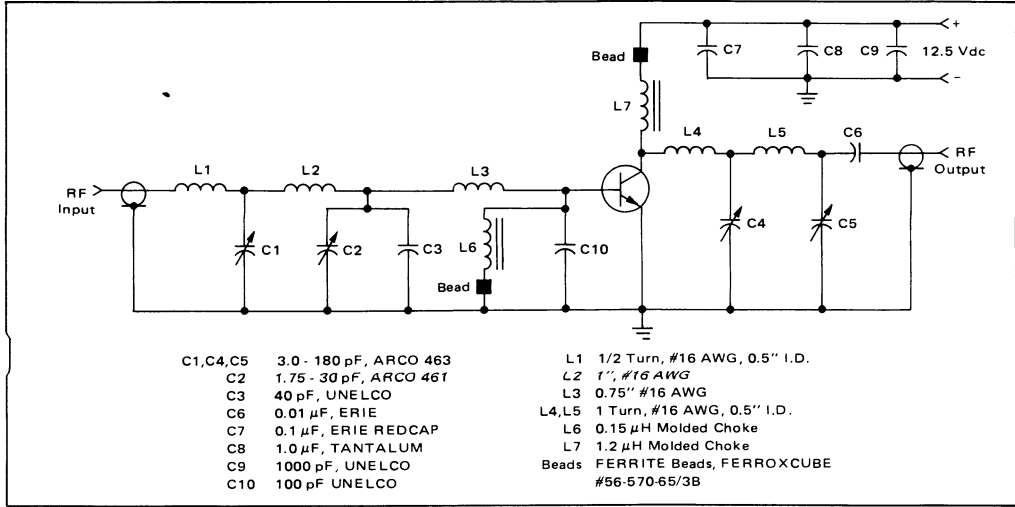 +
Bead
C7
C8
C9
12.5 Vdc
−
L7
L4
L5
C6
RF
Output
L1
L2
L3
RF
Input
C1
C2
C3
L6
C10
C4
C5
Bead
C1,C4,C5 3.0 - 180 pF, ARCO 463
C2 1.75 - 30 pF, ARCO 461
C3 40 pF, UNELCO
C6 0.01 μF, ERIE
C7 0.1 μF, ERIE REDCAP
C8 1.0 μF, TANTALUM
C9 1000 pF, UNELCO
C10 100 pF UNELCO
L1 1/2 Turn, #16 AWG, 0.5'' I.D.
L2 1'', #16 AWG
L3 0.75'' #16 AWG
L4,L5 1 Turn, #16 AWG, 0.5'' I.D.
L6 0.15 μH Molded Choke
L7 1.2 μH Molded Choke
Beads FERRITE Beads, FERROXCUBE
#56-570-65/3B